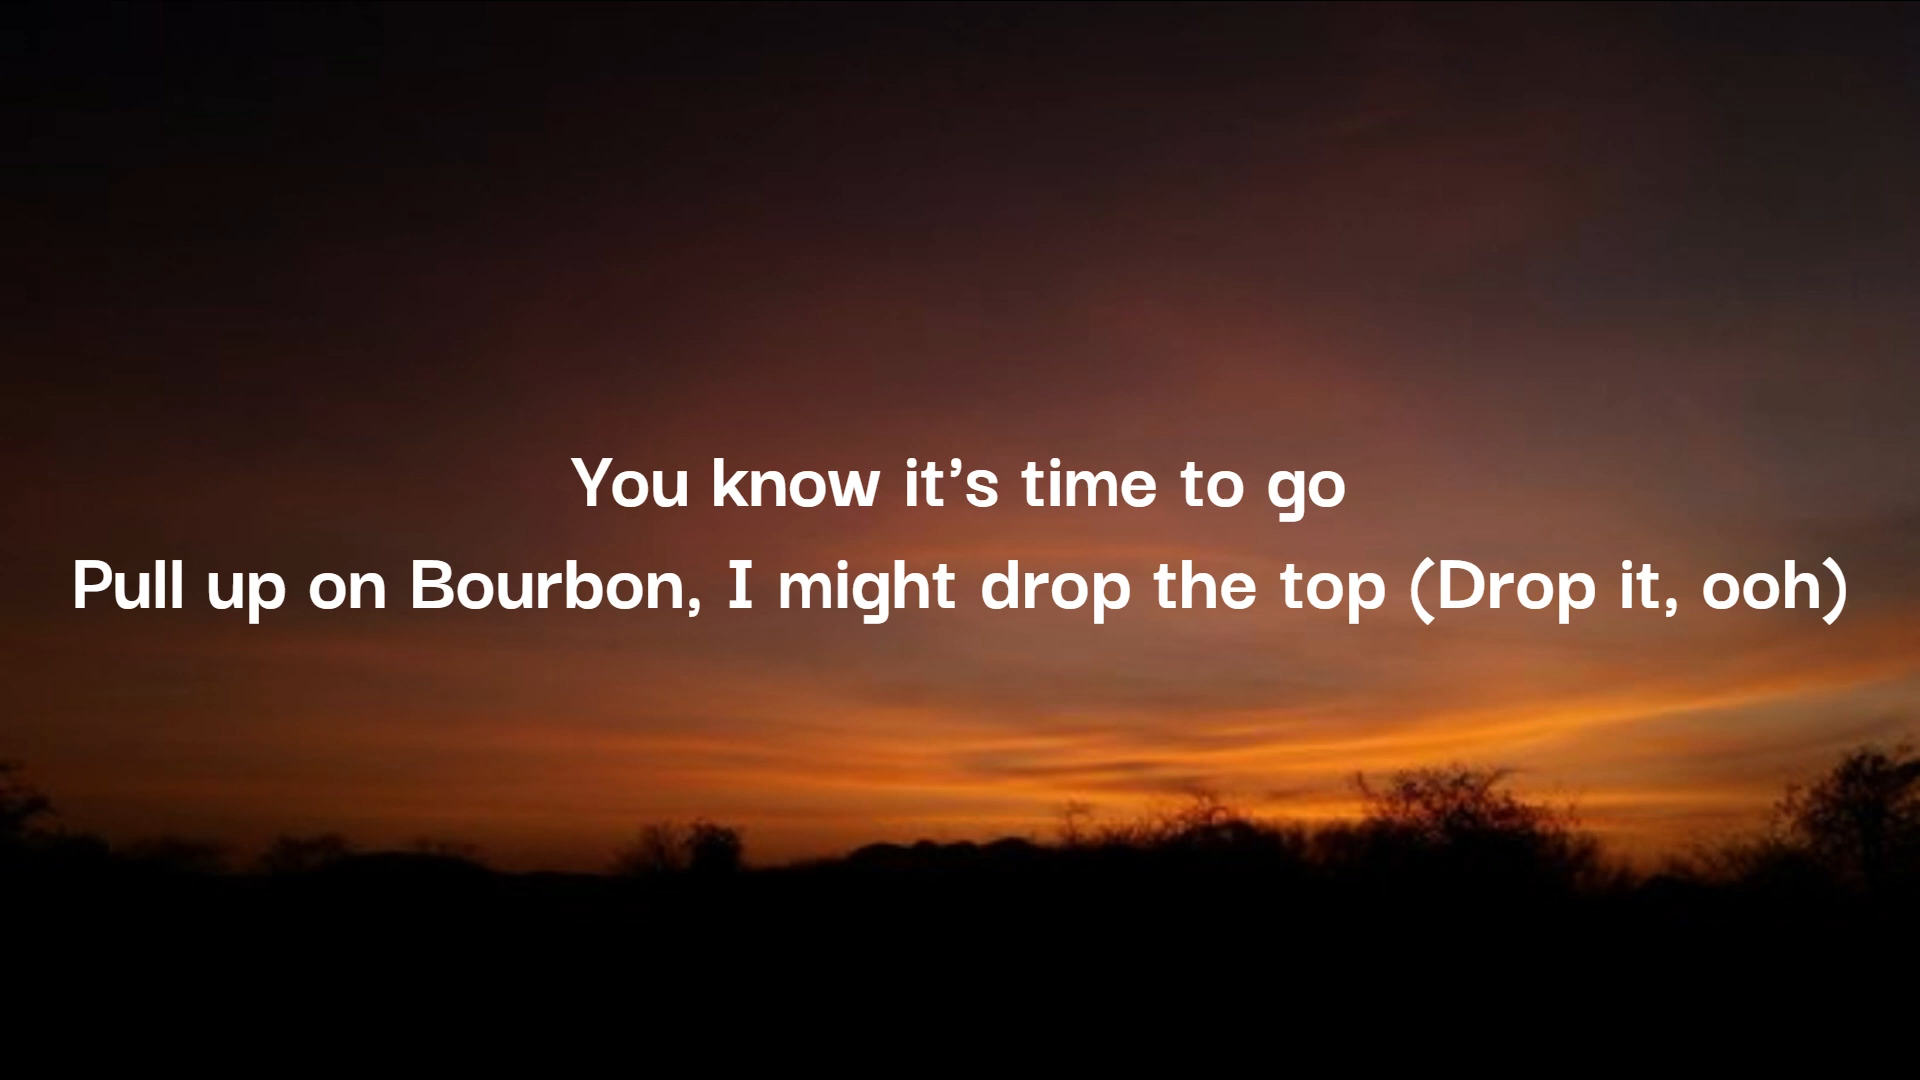 You know it’s time to go
Pull up on Bourbon, I might drop the top (Drop it, ooh)